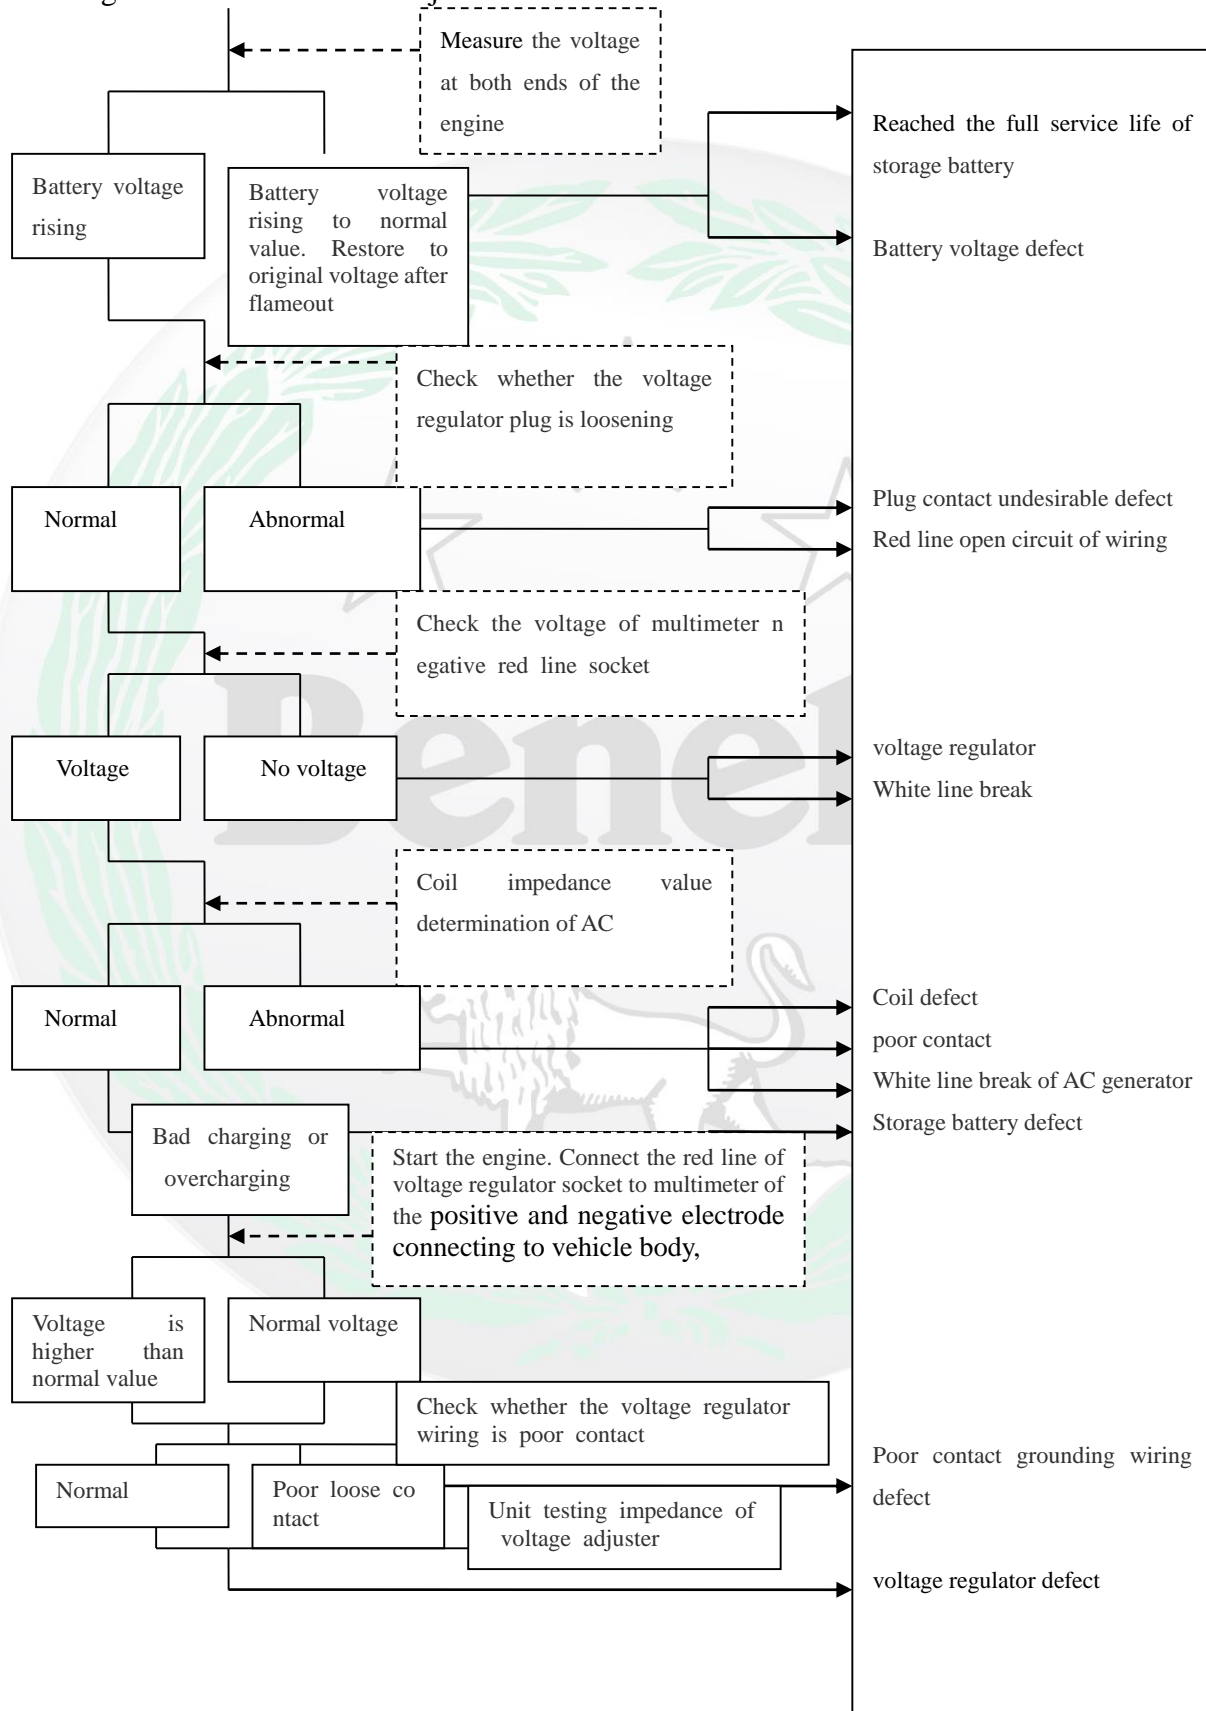 Measure the voltage
at both ends of the
engine
Reached the full service life of
storage battery
Battery voltage
rising
Battery voltage
rising to normal
value. Restore to
original voltage after
flameout
Battery voltage defect
Check whether the voltage
regulator plug is loosening
Normal
Abnormal
Plug contact undesirable defect
Red line open circuit of wiring
Check the voltage of multimeter n
egative red line socket
Voltage
No voltage
voltage regulator
White line break
Coil impedance value
determination of AC
Normal
Abnormal
Coil defect
poor contact
White line break of AC generator
Storage battery defect
Bad charging or
overcharging
Start the engine. Connect the red line of
voltage regulator socket to multimeter of
the positive and negative electrode
connecting to vehicle body,
Voltage is
higher than
normal value
Normal voltage
Check whether the voltage regulator
wiring is poor contact
Poor contact grounding wiring
defect
Normal
Poor loose co
ntact
Unit testing impedance of
voltage adjuster
voltage regulator defect
Benel